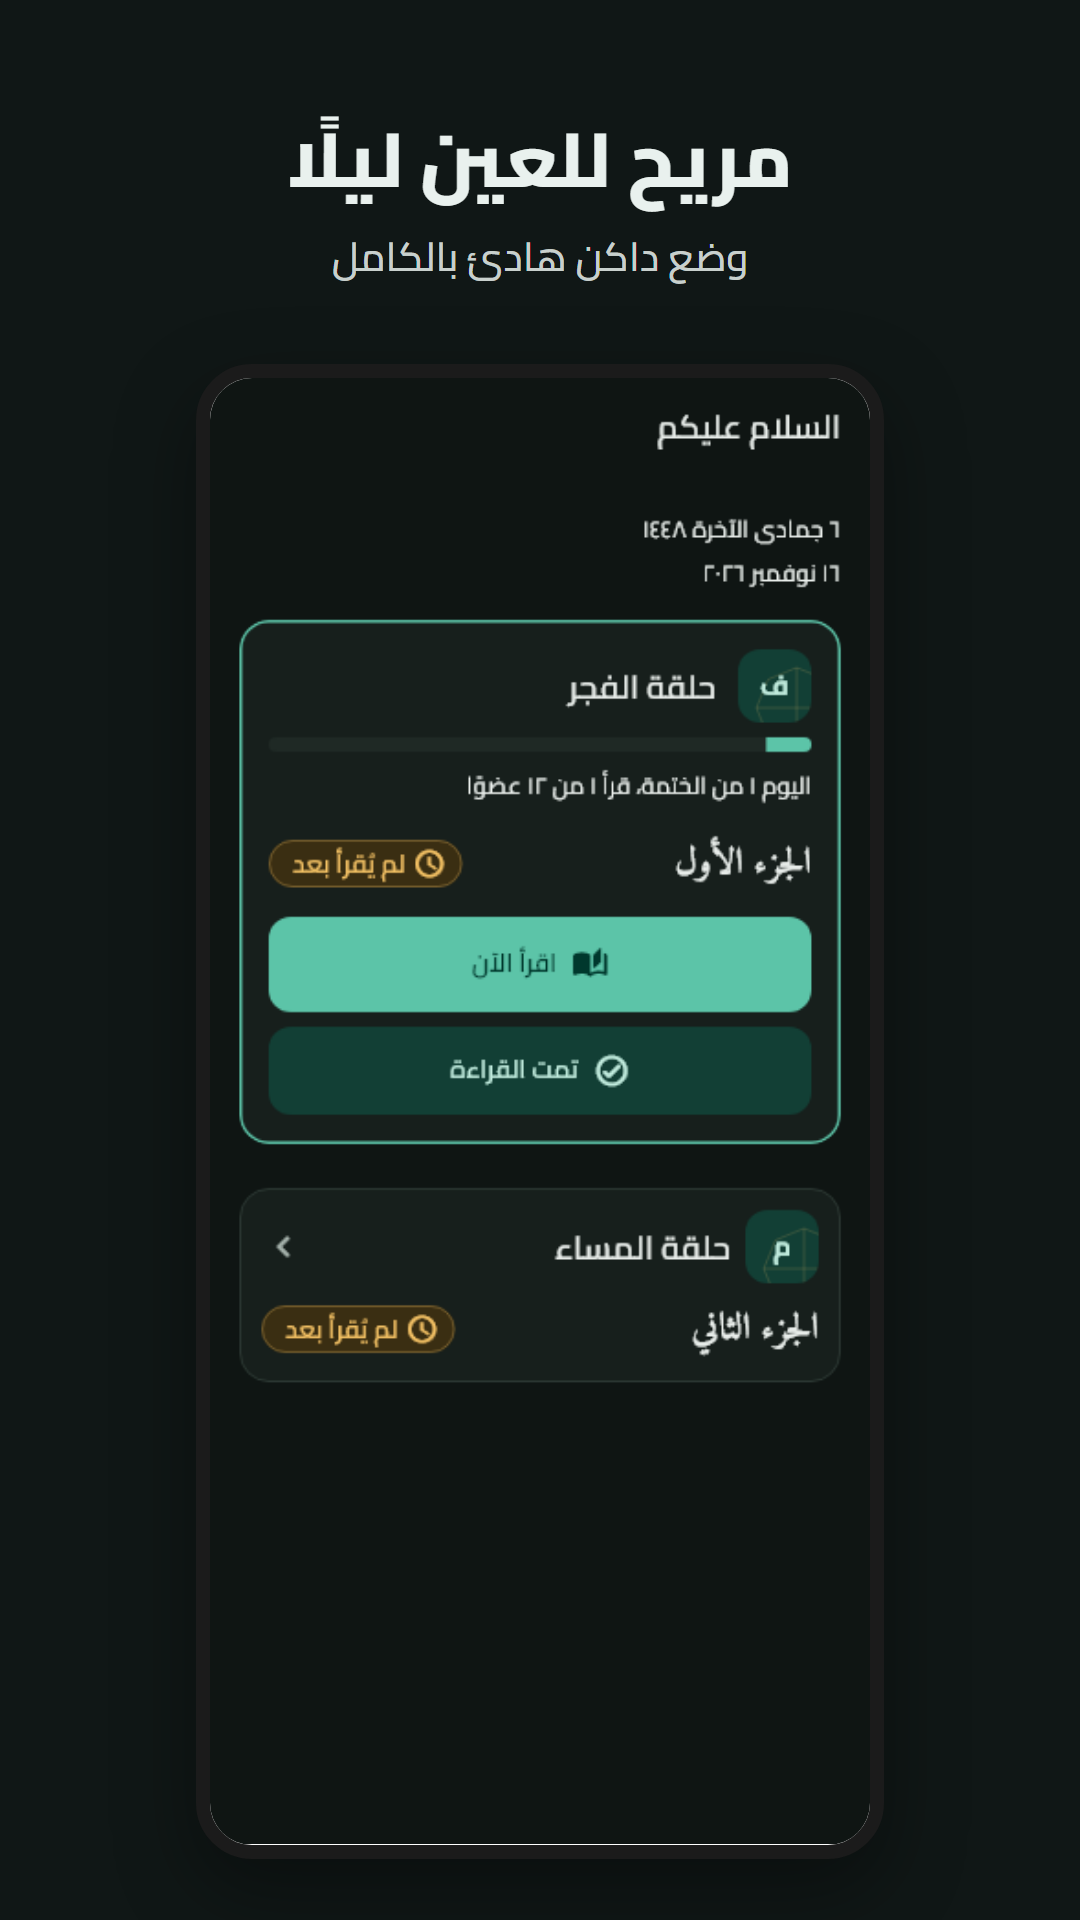 مريح للعين ليلًا
وضع داكن هادئ بالكامل
السلام عليكم
٦ جمادى الآخرة ١٤٤٨
١٦ نوفمبر ٢٠٢٦
ف
حلقة الفجر
اليوم ١ من الختمة، قرأ ١ من ١٢ عضوًا
الجزء الأول
لم يُقرأ بعد
اقرأ الآن
تمت القراءة
م
حلقة المساء
الجزء الثاني
لم يُقرأ بعد